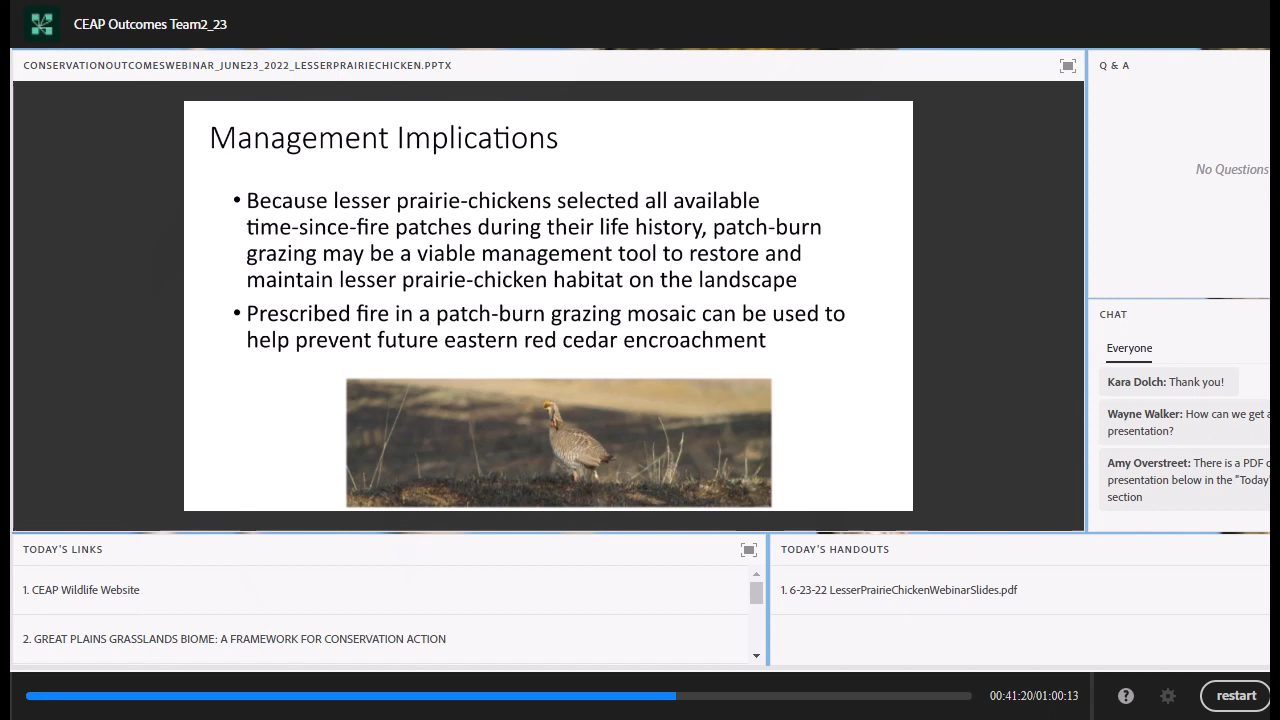 CEAP Outcomes Team2_23
CONSERVATIONOUTCOMESWEBINAR_JUNE23_2022_LESSERPRAIRIECHICKEN.PPTX
Management Implications
• Because lesser prairie-chickens selected all available
time-since-fire patches during their life history, patch-burn
grazing may be a viable management tool to restore and
maintain lesser prairie-chicken habitat on the landscape
• Prescribed fire in a patch-burn grazing mosaic can be used to
help prevent future eastern red cedar encroachment
Q & A
No Questions
CHAT
Everyone
Kara Dolch: Thank you!
Wayne Walker: How can we get a
presentation?
Amy Overstreet: There is a PDF
presentation below in the "Today
section
TODAY'S LINKS
1. CEAP Wildlife Website
2. GREAT PLAINS GRASSLANDS BIOME: A FRAMEWORK FOR CONSERVATION ACTION
TODAY'S HANDOUTS
1. 6-23-22 LesserPrairieChickenWebinarSlides.pdf
00:41:20/01:00:13
?
restart